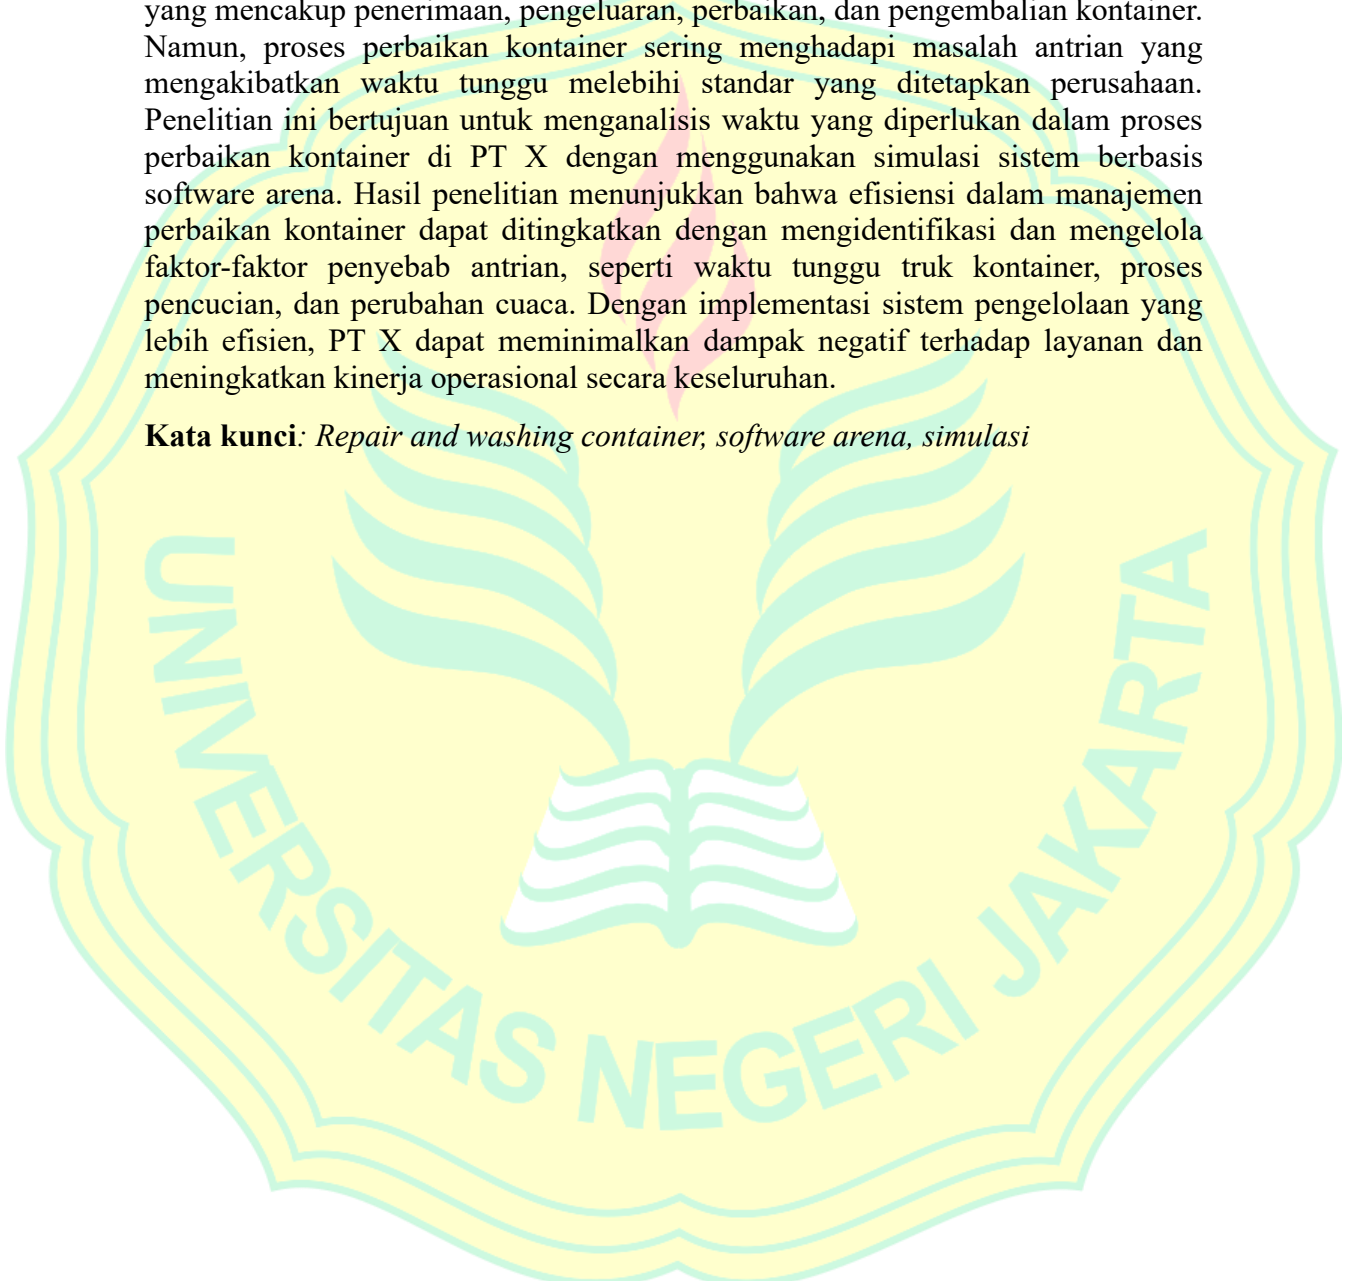 yang mencakup penerimaan, pengeluaran, perbaikan, dan pengembalian kontainer.
Namun, proses perbaikan kontainer sering menghadapi masalah antrian yang
mengakibatkan waktu tunggu melebihi standar yang ditetapkan perusahaan.
Penelitian ini bertujuan untuk menganalisis waktu yang diperlukan dalam proses
perbaikan kontainer di PT X dengan menggunakan simulasi sistem berbasis
software arena. Hasil penelitian menunjukkan bahwa efisiensi dalam manajemen
perbaikan kontainer dapat ditingkatkan dengan mengidentifikasi dan mengelola
faktor-faktor penyebab antrian, seperti waktu tunggu truk kontainer, proses
pencucian, dan perubahan cuaca. Dengan implementasi sistem pengelolaan yang
lebih efisien, PT X dapat meminimalkan dampak negatif terhadap layanan dan
meningkatkan kinerja operasional secara keseluruhan.
Kata kunci: Repair and washing container, software arena, simulasi
UNIVERSITAS NEGERI JAKARTA